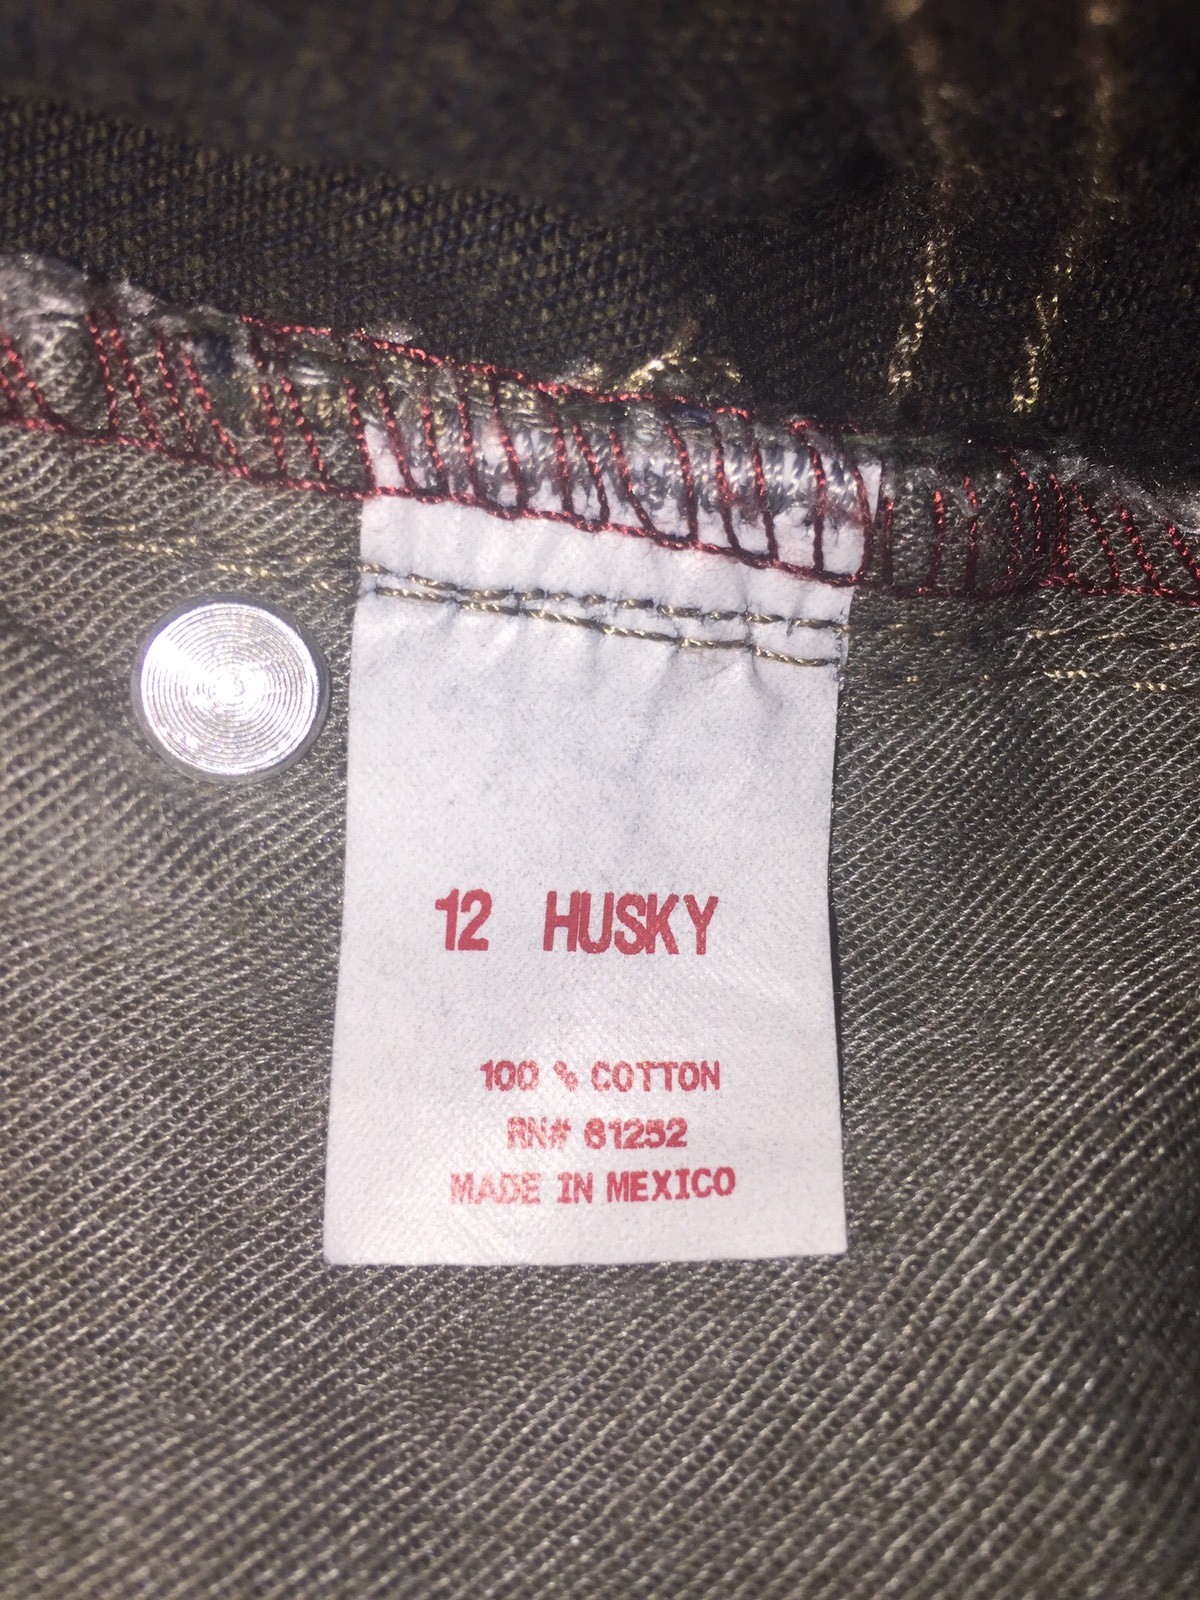 12 HUSKY
100 % COTTON
RN# 81252
MADE IN MEXICO